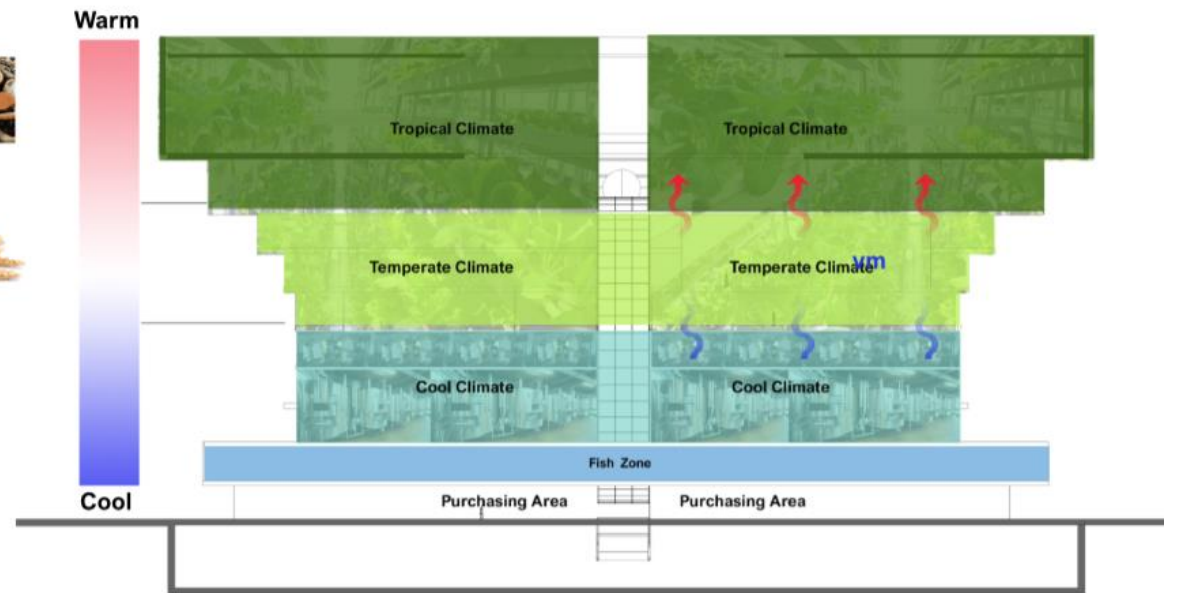 Warm
Tropical Climate
Tropical Climate
Temperate Climate
Temperate Climate
vm
Cool Climate
Cool Climate
Fish Zone
Cool
Purchasing Area
Purchasing Area